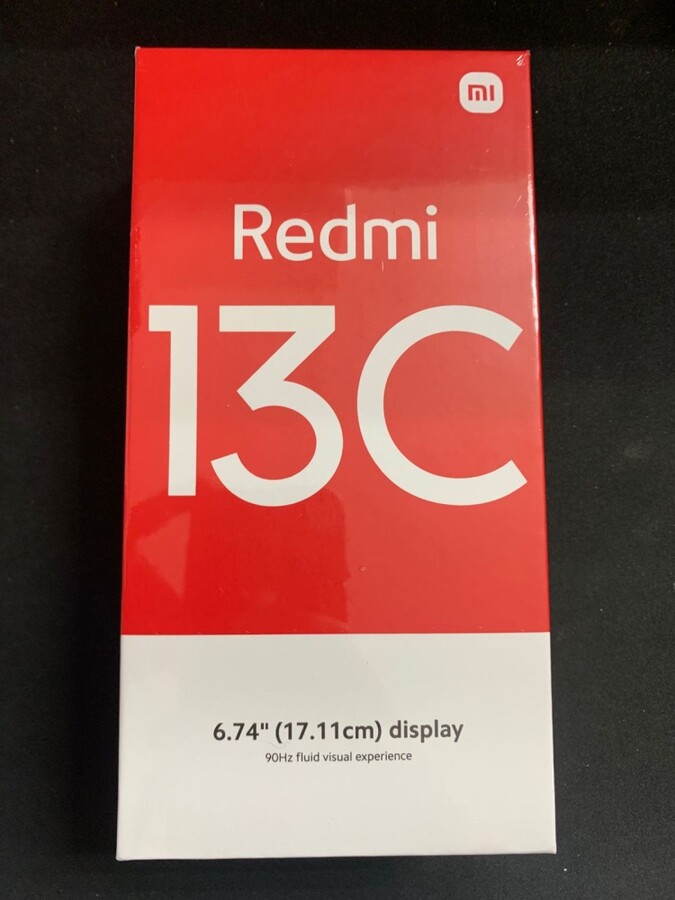 mi
Redmi
13C
6.74" (17.11cm) display
90Hz fluid visual experience